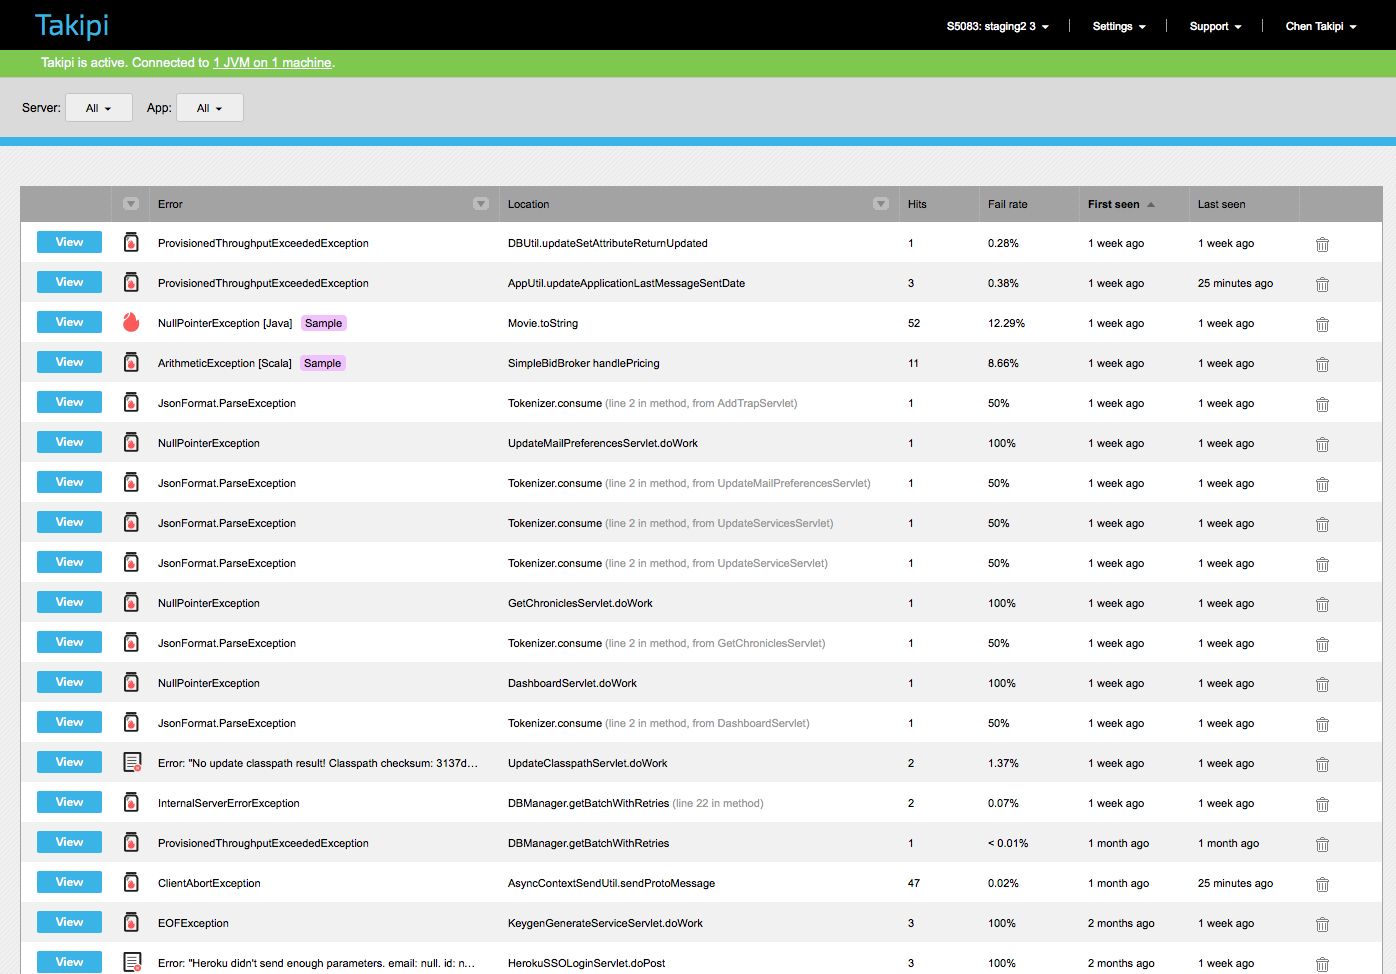 Takipi
S5083: staging2 3 Settings Support Chen Takipi
Takipi is active. Connected to 1 JVM on 1 machine.
Server: All App: All
Error Location Hits Fail rate First seen Last seen
View ProvisionedThroughputExceededException DBUtil.updateSetAttributeReturnUpdated 1 0.28% 1 week ago 1 week ago
View ProvisionedThroughputExceededException AppUtil.updateApplicationLastMessageSentDate 3 0.38% 1 week ago 25 minutes ago
View NullPointerException [Java] Sample Movie.toString 52 12.29% 1 week ago 1 week ago
View ArithmeticException [Scala] Sample SimpleBidBroker handlePricing 11 8.66% 1 week ago 1 week ago
View JsonFormat.ParseException Tokenizer.consume (line 2 in method, from AddTrapServlet) 1 50% 1 week ago 1 week ago
View NullPointerException UpdateMailPreferencesServlet.doWork 1 100% 1 week ago 1 week ago
View JsonFormat.ParseException Tokenizer.consume (line 2 in method, from UpdateMailPreferencesServlet) 1 50% 1 week ago 1 week ago
View JsonFormat.ParseException Tokenizer.consume (line 2 in method, from UpdateServicesServlet) 1 50% 1 week ago 1 week ago
View JsonFormat.ParseException Tokenizer.consume (line 2 in method, from UpdateServiceServlet) 1 50% 1 week ago 1 week ago
View NullPointerException GetChroniclesServlet.doWork 1 100% 1 week ago 1 week ago
View JsonFormat.ParseException Tokenizer.consume (line 2 in method, from GetChroniclesServlet) 1 50% 1 week ago 1 week ago
View NullPointerException DashboardServlet.doWork 1 100% 1 week ago 1 week ago
View JsonFormat.ParseException Tokenizer.consume (line 2 in method, from DashboardServlet) 1 50% 1 week ago 1 week ago
View Error: "No update classpath result! Classpath checksum: 3137d... UpdateClasspathServlet.doWork 2 1.37% 1 week ago 1 week ago
View InternalServerErrorException DBManager.getBatchWithRetries (line 22 in method) 2 0.07% 1 week ago 1 week ago
View ProvisionedThroughputExceededException DBManager.getBatchWithRetries 1 < 0.01% 1 month ago 1 month ago
View ClientAbortException AsyncContextSendUtil.sendProtoMessage 47 0.02% 1 month ago 25 minutes ago
View EOFException KeygenGenerateServiceServlet.doWork 3 100% 2 months ago 1 week ago
View Error: "Heroku didn't send enough parameters. email: null. id: n... HerokuSSOLoginServlet.doPost 3 100% 2 months ago 1 week ago